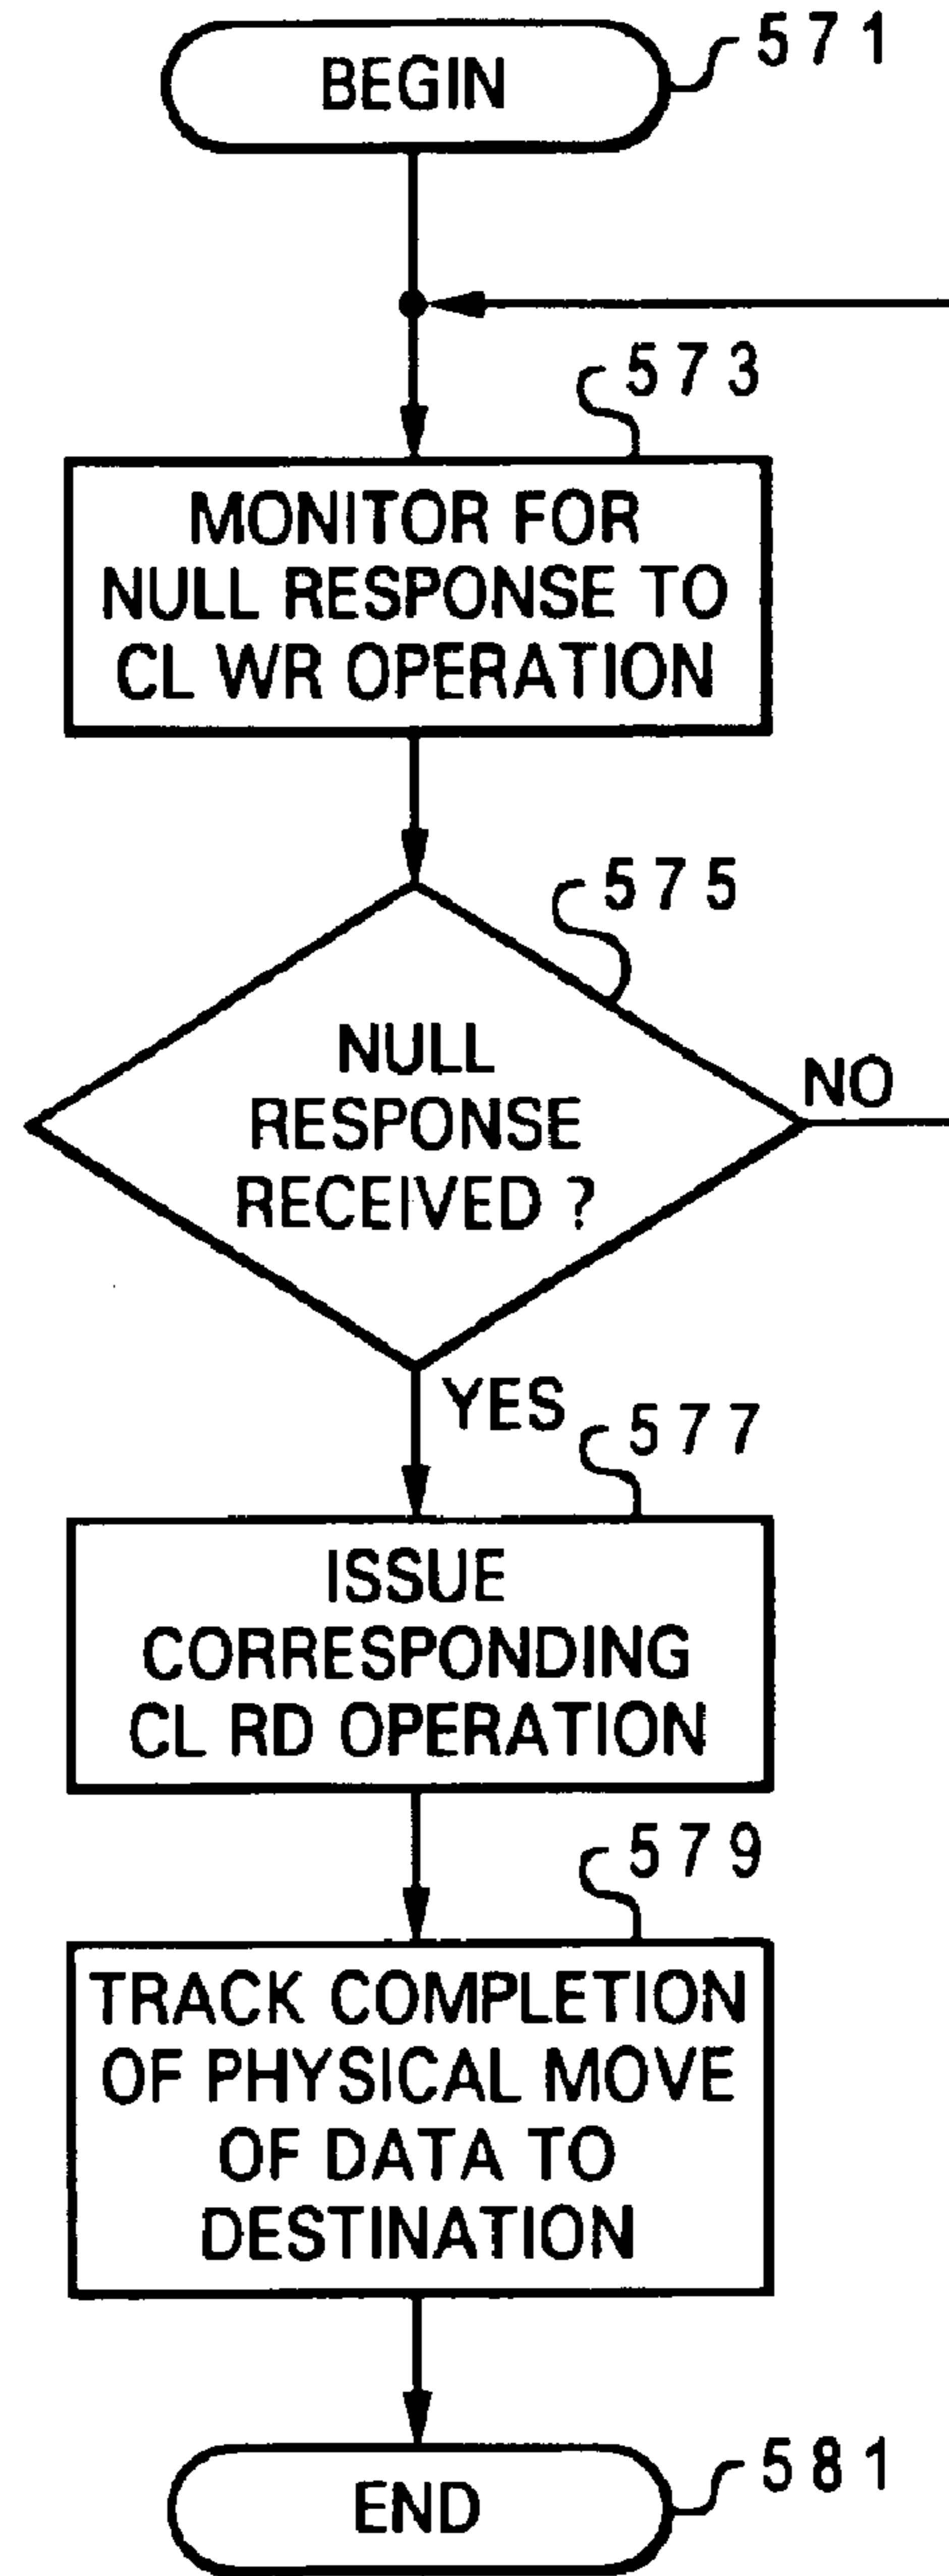 BEGIN
571
573
MONITOR FOR
NULL RESPONSE TO
CL WR OPERATION
575
NULL
RESPONSE
RECEIVED ?
NO
YES
577
ISSUE
CORRESPONDING
CL RD OPERATION
579
TRACK COMPLETION
OF PHYSICAL MOVE
OF DATA TO
DESTINATION
END
581